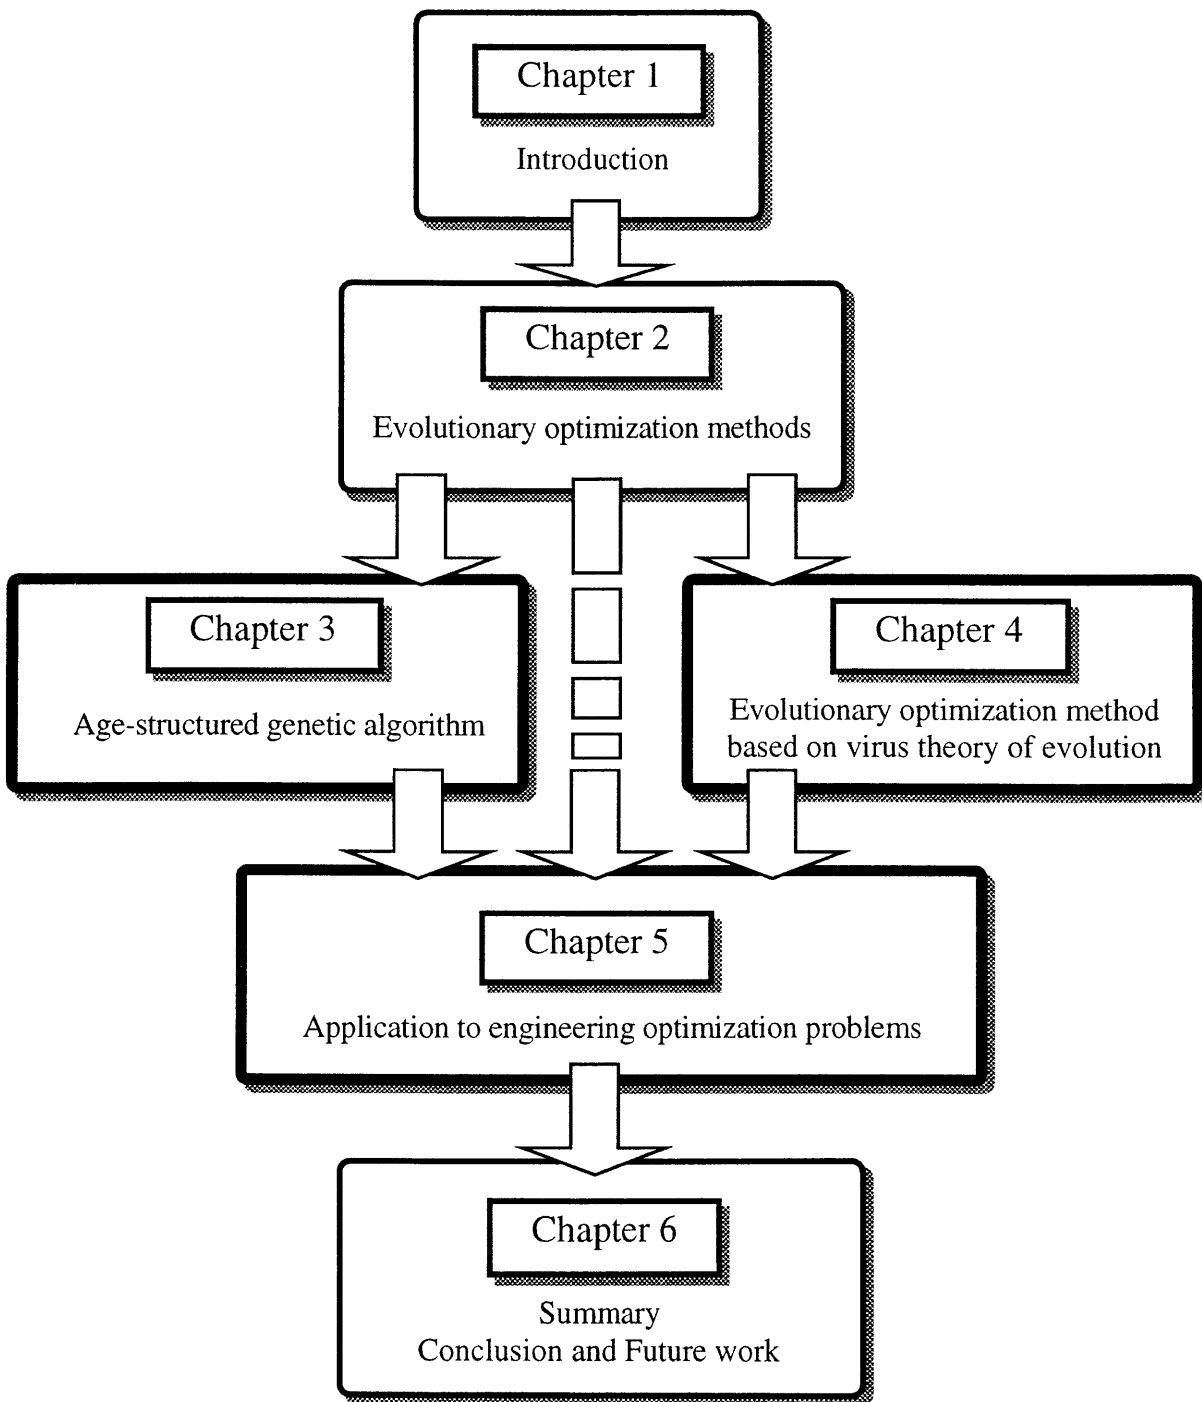 Chapter 1
Introduction
Chapter 2
Evolutionary optimization methods
Chapter 3
Age-structured genetic algorithm
Chapter 4
Evolutionary optimization method
based on virus theory of evolution
Chapter 5
Application to engineering optimization problems
Chapter 6
Summary
Conclusion and Future work